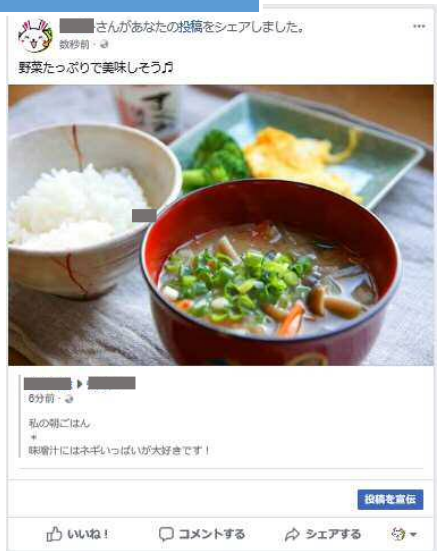 さんがあなたの投稿をシェアしました。
数秒前
野菜たっぷりで美味しそう♬
6分前
私の朝ごはん
*
味噌汁にはネギいっぱいが大好きです！
投稿を宣伝
いいね！ コメントする シェアする